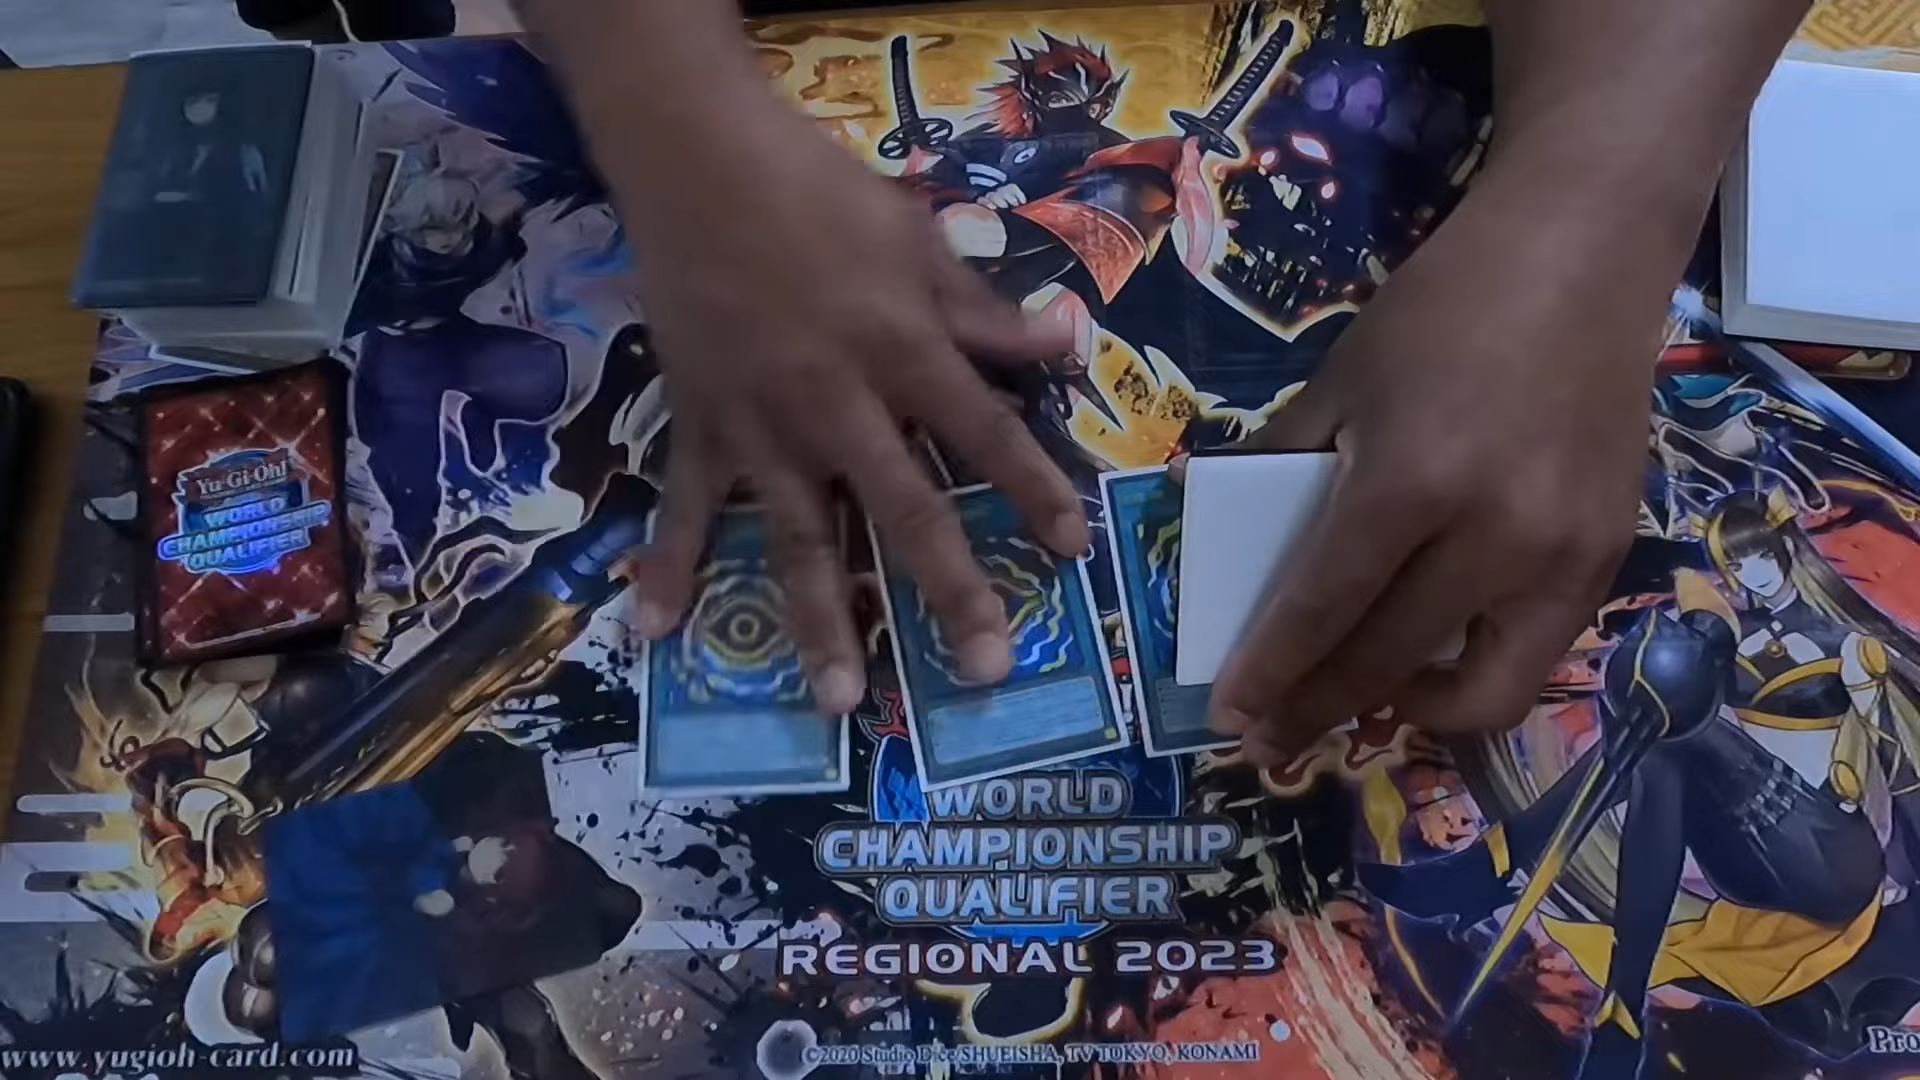 Yu-Gi-Oh!
WORLD
CHAMPIONSHIP
QUALIFIER
WORLD
CHAMPIONSHIP
QUALIFIER
REGIONAL 2023
www.yugioh-card.com
©2020 Studio Dice/SHUEISHA, TV TOKYO, KONAMI
Pro